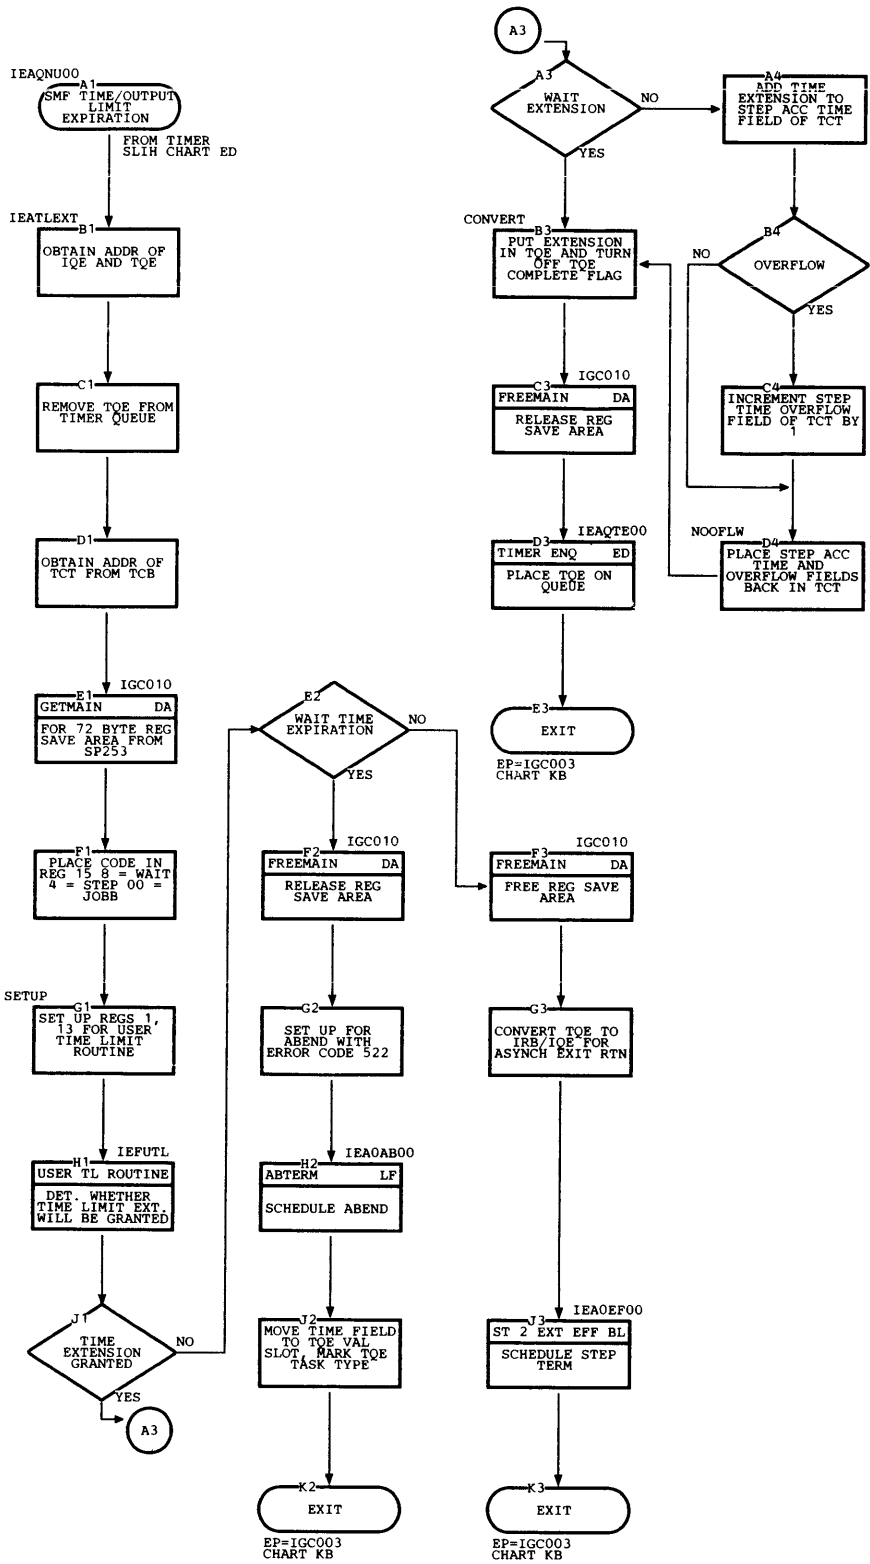 IEAQNU00
A1
SMF TIME/OUTPUT
LIMIT
EXPIRATION
FROM TIMER
SLIH CHART ED
IEATLEXT
B1
OBTAIN ADDR OF
IQE AND TQE
C1
REMOVE TQE FROM
TIMER QUEUE
D1
OBTAIN ADDR OF
TCT FROM TCB
IGC010
E1
GETMAIN DA
FOR 72 BYTE REG
SAVE AREA FROM
SP253
F1
PLACE CODE IN
REG 15 8 = WAIT
4 = STEP 00 =
JOBB
SETUP
G1
SET UP REGS 1,
13 FOR USER
TIME LIMIT
ROUTINE
IEFUTL
H1
USER TL ROUTINE
DET. WHETHER
TIME LIMIT EXT.
WILL BE GRANTED
J1
TIME
EXTENSION
GRANTED
NO
YES
A3
E2
WAIT TIME
EXPIRATION
NO
YES
IGC010
F2
FREEMAIN DA
RELEASE REG
SAVE AREA
G2
SET UP FOR
ABEND WITH
ERROR CODE 522
IEA0AB00
H2
ABTERM LF
SCHEDULE ABEND
J2
MOVE TIME FIELD
TO TQE VAL
SLOT, MARK TQE
TASK TYPE
K2
EXIT
EP=IGC003
CHART KB
A3
A3
WAIT
EXTENSION
NO
YES
CONVERT
B3
PUT EXTENSION
IN TQE AND TURN
OFF TQE
COMPLETE FLAG
IGC010
C3
FREEMAIN DA
RELEASE REG
SAVE AREA
IEAQTE00
D3
TIMER ENQ ED
PLACE TQE ON
QUEUE
E3
EXIT
EP=IGC003
CHART KB
IGC010
F3
FREEMAIN DA
FREE REG SAVE
AREA
G3
CONVERT TQE TO
IRB/IQE FOR
ASYNCH EXIT RTN
IEA0EF00
J3
ST 2 EXT EFF BL
SCHEDULE STEP
TERM
K3
EXIT
EP=IGC003
CHART KB
A4
ADD TIME
EXTENSION TO
STEP ACC TIME
FIELD OF TCT
B4
OVERFLOW
NO
YES
C4
INCREMENT STEP
TIME OVERFLOW
FIELD OF TCT BY
1
NOOFLW
D4
PLACE STEP ACC
TIME AND
OVERFLOW FIELDS
BACK IN TCT